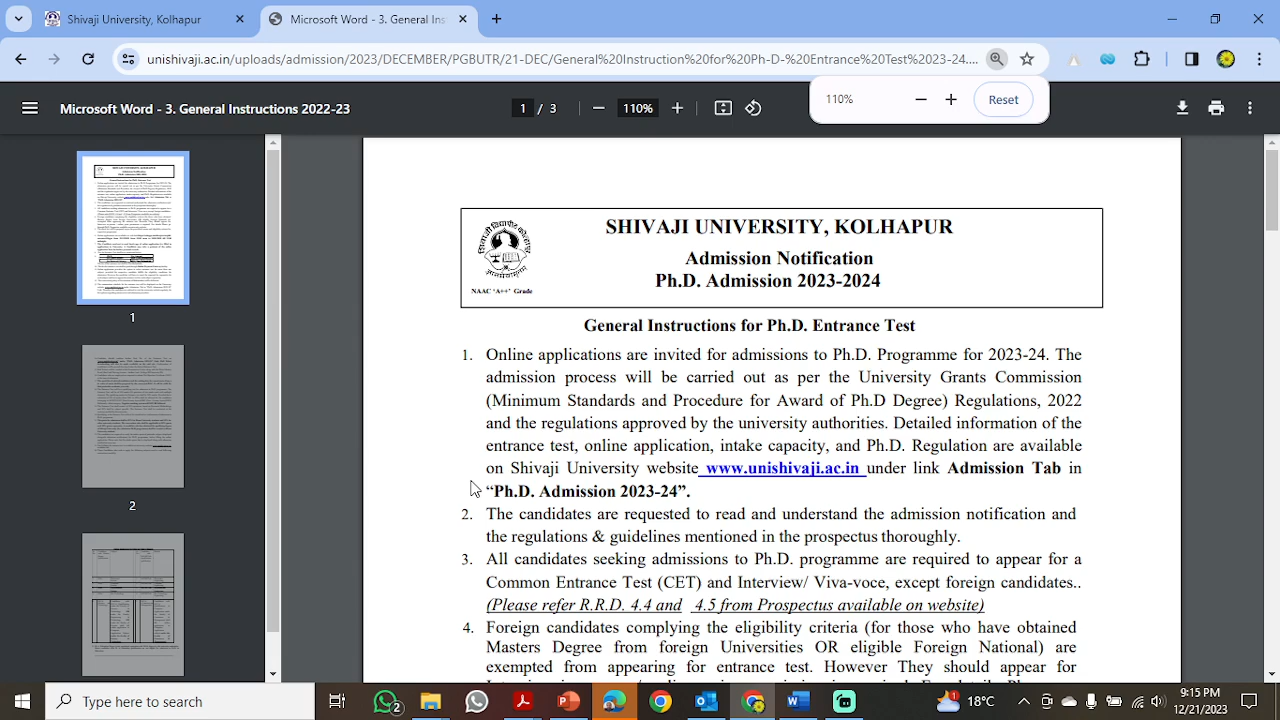 Shivaji University, Kolhapur
Microsoft Word - 3. General Ins
unishivaji.ac.in/uploads/admission/2023/DECEMBER/PGBUTR/21-DEC/General%20Instruction%20for%20Ph-D-%20Entrance%20Test%2023-24....
Microsoft Word - 3. General Instructions 2022-23
1 / 3
110%
110%
Reset
1
2
SHIVAJI UNIVERSITY, KOLHAPUR
Admission Notification
Ph.D. Admission 2023-2024
NAAC 'A++' Grade
General Instructions for Ph.D. Entrance Test
1. Online applications are invited for admission to Ph.D. Programme for 2023-24. The
admission process will be carried out as per the University Grants Commission
(Minimum Standards and Procedure for Award of Ph.D Degree) Regulations, 2022
and the regulations approved by the university authorities. Detailed information of the
entrance test, online application, intake capacity, and Ph.D. Regulation are available
on Shivaji University website www.unishivaji.ac.in under link Admission Tab in
“Ph.D. Admission 2023-24”.
2. The candidates are requested to read and understand the admission notification and
the regulations & guidelines mentioned in the prospectus thoroughly.
3. All candidates seeking admissions to Ph.D. programme are required to appear for a
Common Entrance Test (CET) and Interview/ Viva-voce, except foreign candidates..
(Please refer R.R.D. 4.4 and 4.5 from Prospectus available on website)
4. Foreign candidates complying the eligibility criteria (for those who have obtained
Masters Degree from foreign Universities OR eligible Foreign National) are
exempted from appearing for entrance test. However They should appear for
Type here to search
2
1
18°C
9:15 PM
12/21/2023